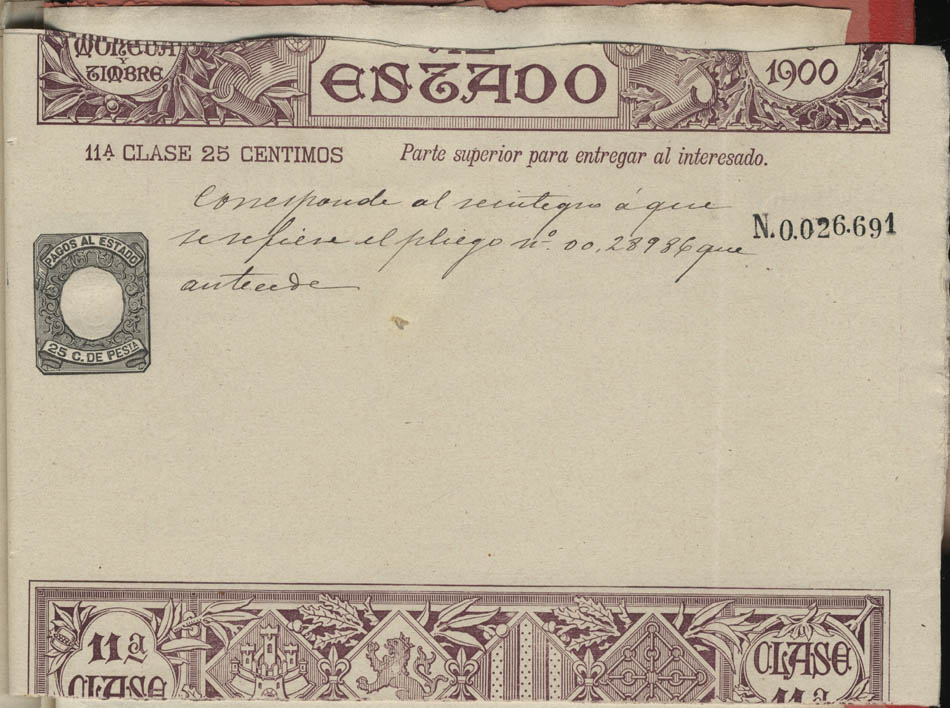 MONEDA
Y
TIMBRE
AL
ESTADO
1900
11A CLASE 25 CENTIMOS
Parte superior para entregar al interesado.
Corresponde al reintegro á que
se refiere el pliego nº. 00.28986 que
antecede
N.0.026.691
PAGOS AL ESTADO
25 C. DE PESTA
11ª
CLASE
CLASE
11ª